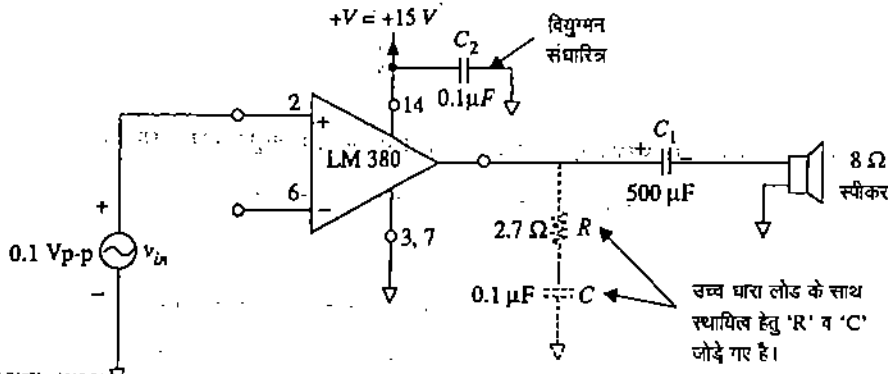 +V = +15 V
वियुग्मन
संधारित्र
C₂
0.1μF
2
14
+
LM 380
6
−
3, 7
C₁
+
−
500 μF
8 Ω
स्पीकर
+
0.1 Vp-p
v_in
−
2.7 Ω
R
0.1 μF
C
उच्च धारा लोड के साथ
स्थायित्व हेतु 'R' व 'C'
जोड़े गए है।